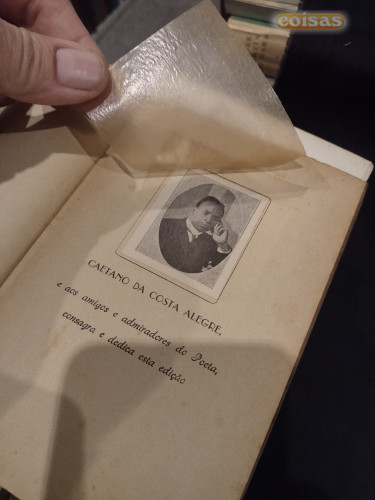 coisas
CAETANO DA COSTA ALEGRE,
e aos amigos e admiradores do Poeta,
consagra e dedica esta edição